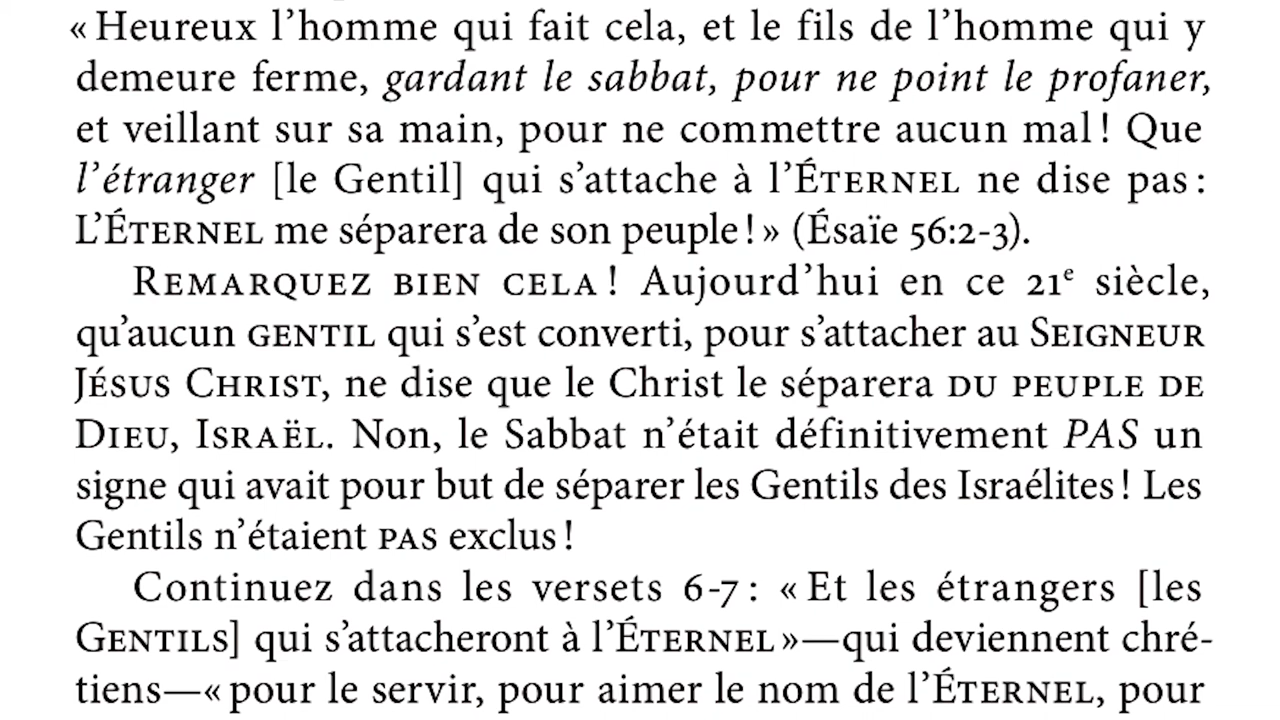 « Heureux l’homme qui fait cela, et le fils de l’homme qui y
demeure ferme, gardant le sabbat, pour ne point le profaner,
et veillant sur sa main, pour ne commettre aucun mal ! Que
l’étranger [le Gentil] qui s’attache à l’ÉTERNEL ne dise pas :
L’ÉTERNEL me séparera de son peuple ! » (Ésaïe 56:2-3).
REMARQUEZ BIEN CELA ! Aujourd’hui en ce 21e siècle,
qu’aucun GENTIL qui s’est converti, pour s’attacher au SEIGNEUR
JÉSUS CHRIST, ne dise que le Christ le séparera DU PEUPLE DE
DIEU, ISRAËL. Non, le Sabbat n’était définitivement PAS un
signe qui avait pour but de séparer les Gentils des Israélites ! Les
Gentils n’étaient PAS exclus !
Continuez dans les versets 6-7 : « Et les étrangers [les
GENTILS] qui s’attacheront à l’ÉTERNEL »—qui deviennent chré-
tiens—« pour le servir, pour aimer le nom de l’ÉTERNEL, pour